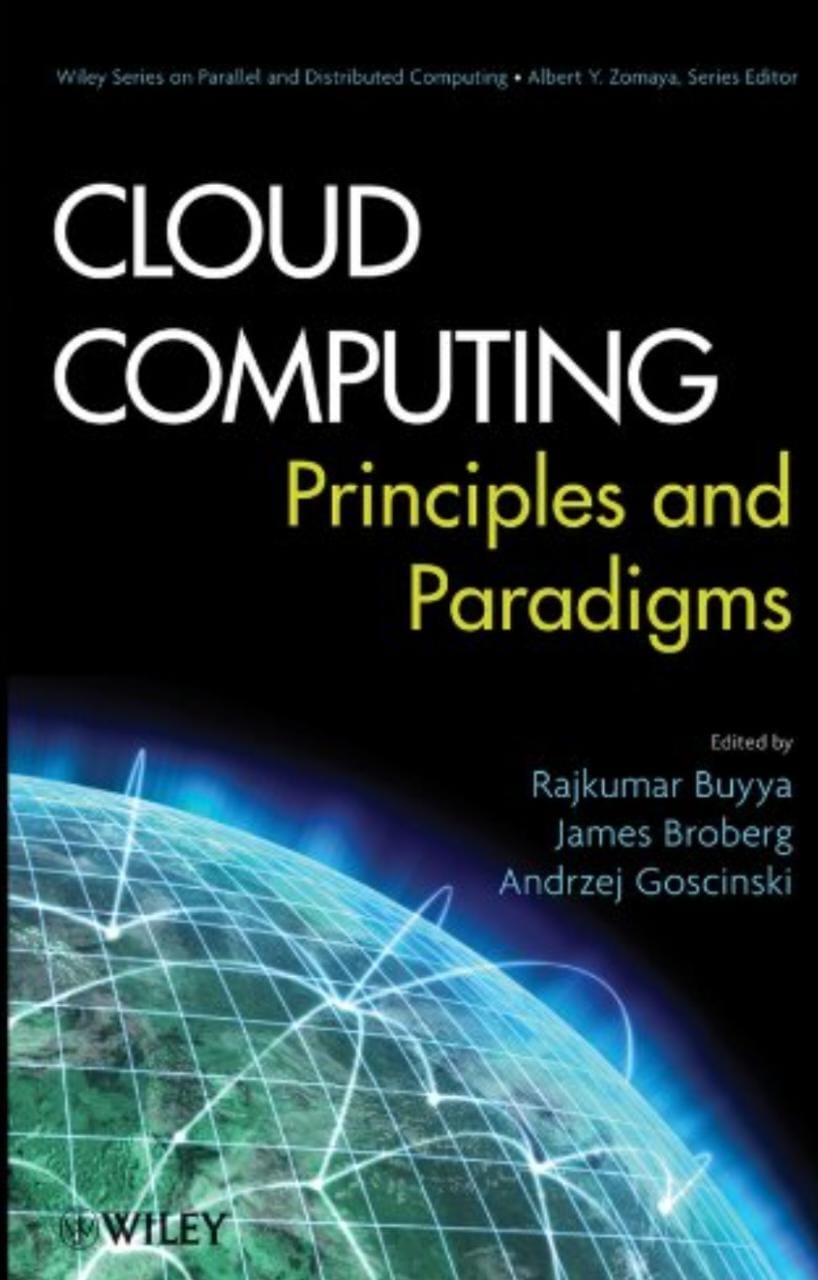 Wiley Series on Parallel and Distributed Computing • Albert Y. Zomaya, Series Editor
CLOUD
COMPUTING
Principles and
Paradigms
Edited by
Rajkumar Buyya
James Broberg
Andrzej Goscinski
WILEY